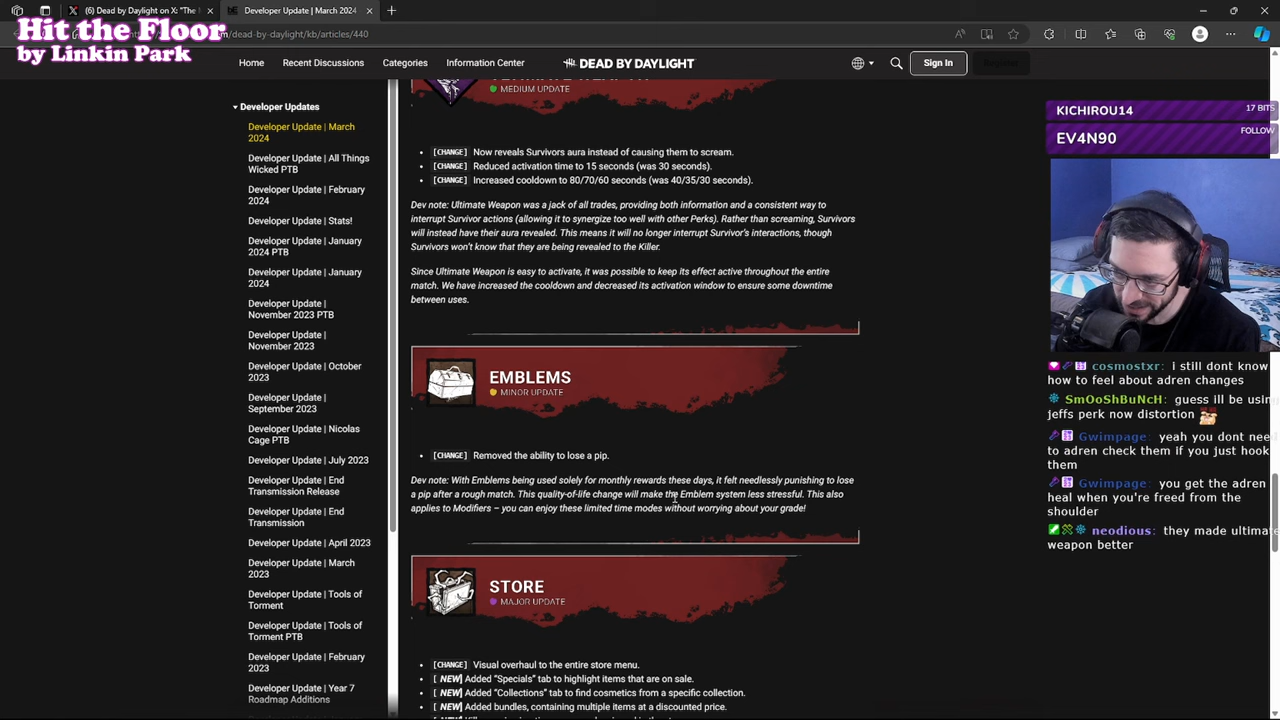 (6) Dead by Daylight on X: "The
Developer Update | March 2024
Hit the Floor
by Linkin Park
/dead-by-daylight/kb/articles/440
Home
Recent Discussions
Categories
Information Center
DEAD BY DAYLIGHT
Sign In
Developer Updates
Developer Update | March
2024
Developer Update | All Things
Wicked PTB
Developer Update | February
2024
Developer Update | Stats!
Developer Update | January
2024 PTB
Developer Update | January
2024
Developer Update |
November 2023 PTB
Developer Update |
November 2023
Developer Update | October
2023
Developer Update |
September 2023
Developer Update | Nicolas
Cage PTB
Developer Update | July 2023
Developer Update | End
Transmission Release
Developer Update | End
Transmission
Developer Update | April 2023
Developer Update | March
2023
Developer Update | Tools of
Torment
Developer Update | Tools of
Torment PTB
Developer Update | February
2023
Developer Update | Year 7
Roadmap Additions
MEDIUM UPDATE
[CHANGE] Now reveals Survivors aura instead of causing them to scream.
[CHANGE] Reduced activation time to 15 seconds (was 30 seconds).
[CHANGE] Increased cooldown to 80/70/60 seconds (was 40/35/30 seconds).
Dev note: Ultimate Weapon was a jack of all trades, providing both information and a consistent way to
interrupt Survivor actions (allowing it to synergize too well with other Perks). Rather than screaming, Survivors
will instead have their aura revealed. This means it will no longer interrupt Survivor's interactions, though
Survivors won't know that they are being revealed to the Killer.
Since Ultimate Weapon is easy to activate, it was possible to keep its effect active throughout the entire
match. We have increased the cooldown and decreased its activation window to ensure some downtime
between uses.
EMBLEMS
MINOR UPDATE
[CHANGE] Removed the ability to lose a pip.
Dev note: With Emblems being used solely for monthly rewards these days, it felt needlessly punishing to lose
a pip after a rough match. This quality-of-life change will make the Emblem system less stressful. This also
applies to Modifiers – you can enjoy these limited time modes without worrying about your grade!
STORE
MAJOR UPDATE
[CHANGE] Visual overhaul to the entire store menu.
[ NEW] Added "Specials" tab to highlight items that are on sale.
[ NEW] Added "Collections" tab to find cosmetics from a specific collection.
[ NEW] Added bundles, containing multiple items at a discounted price.
KICHIROU14
17 BITS
EV4N90
FOLLOW
cosmostxr: i still dont know
how to feel about adren changes
SmOoShBuNcH: guess ill be using
jeffs perk now distortion
Gwimpage: yeah you dont need
to adren check them if you just hook
them
Gwimpage: you get the adren
heal when you're freed from the
shoulder
neodious: they made ultimate
weapon better